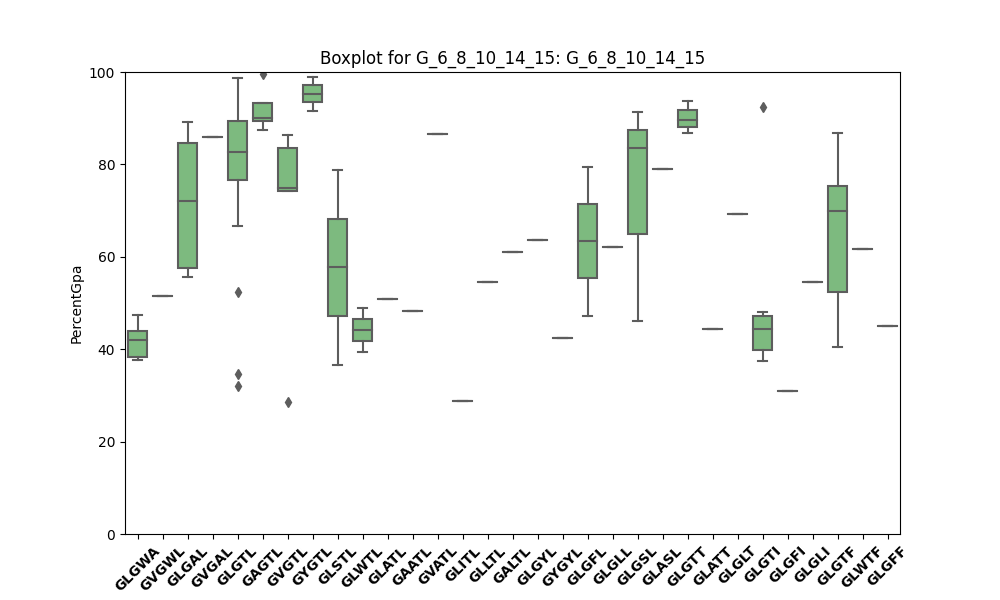 Boxplot for G_6_8_10_14_15: G_6_8_10_14_15
PercentGpa
100
80
60
40
20
0
GLGWA
GVGWL
GLGAL
GVGAL
GLGTL
GAGTL
GVGTL
GYGTL
GLSTL
GLWTL
GLATL
GAATL
GVATL
GLITL
GLLTL
GALTL
GLGYL
GYGYL
GLGFL
GLGLL
GLGSL
GLASL
GLGTT
GLATT
GLGLT
GLGTI
GLGFI
GLGLI
GLGTF
GLWTF
GLGFF